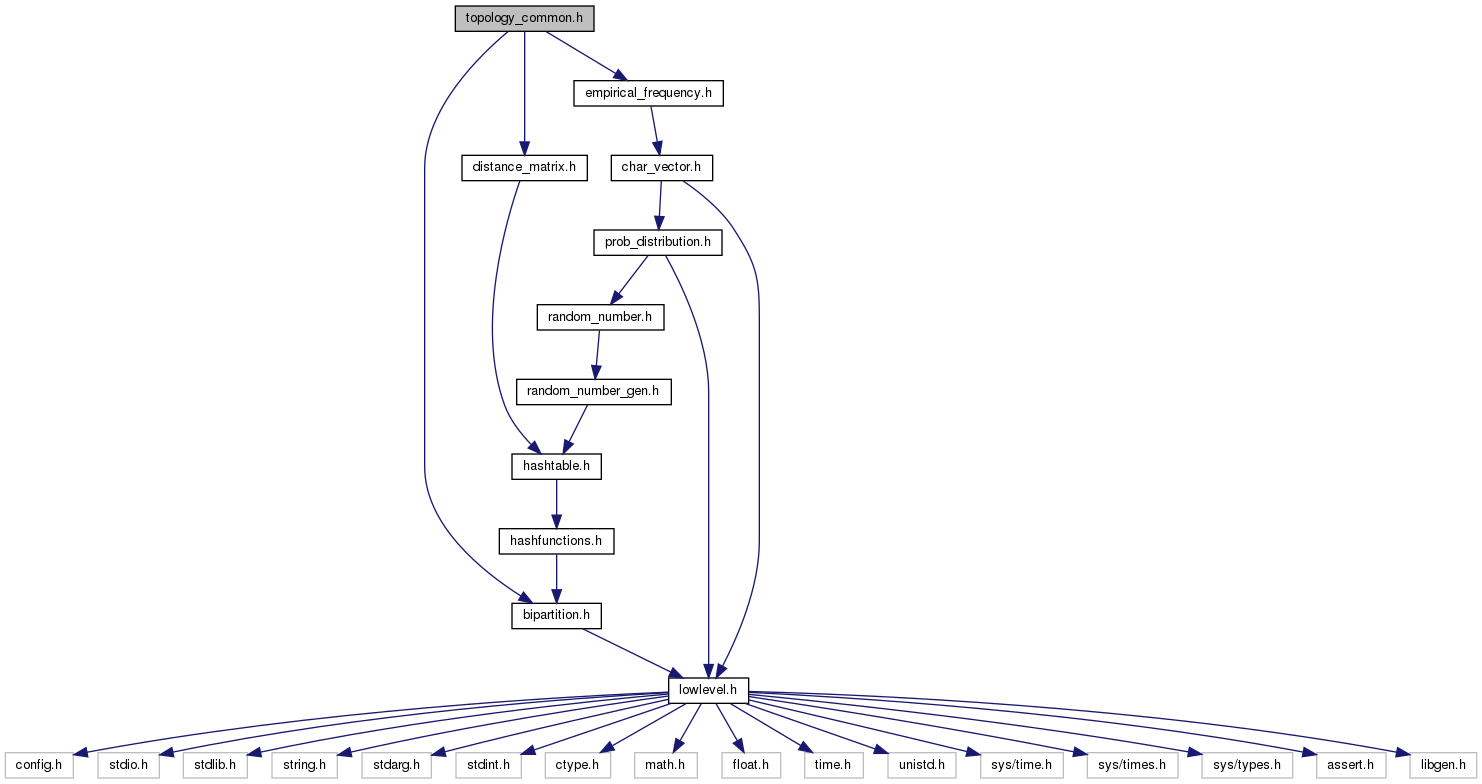 topology_common.h
empirical_frequency.h
distance_matrix.h
char_vector.h
prob_distribution.h
random_number.h
random_number_gen.h
hashtable.h
hashfunctions.h
bipartition.h
lowlevel.h
config.h
stdio.h
stdlib.h
string.h
stdarg.h
stdint.h
ctype.h
math.h
float.h
time.h
unistd.h
sys/time.h
sys/times.h
sys/types.h
assert.h
libgen.h